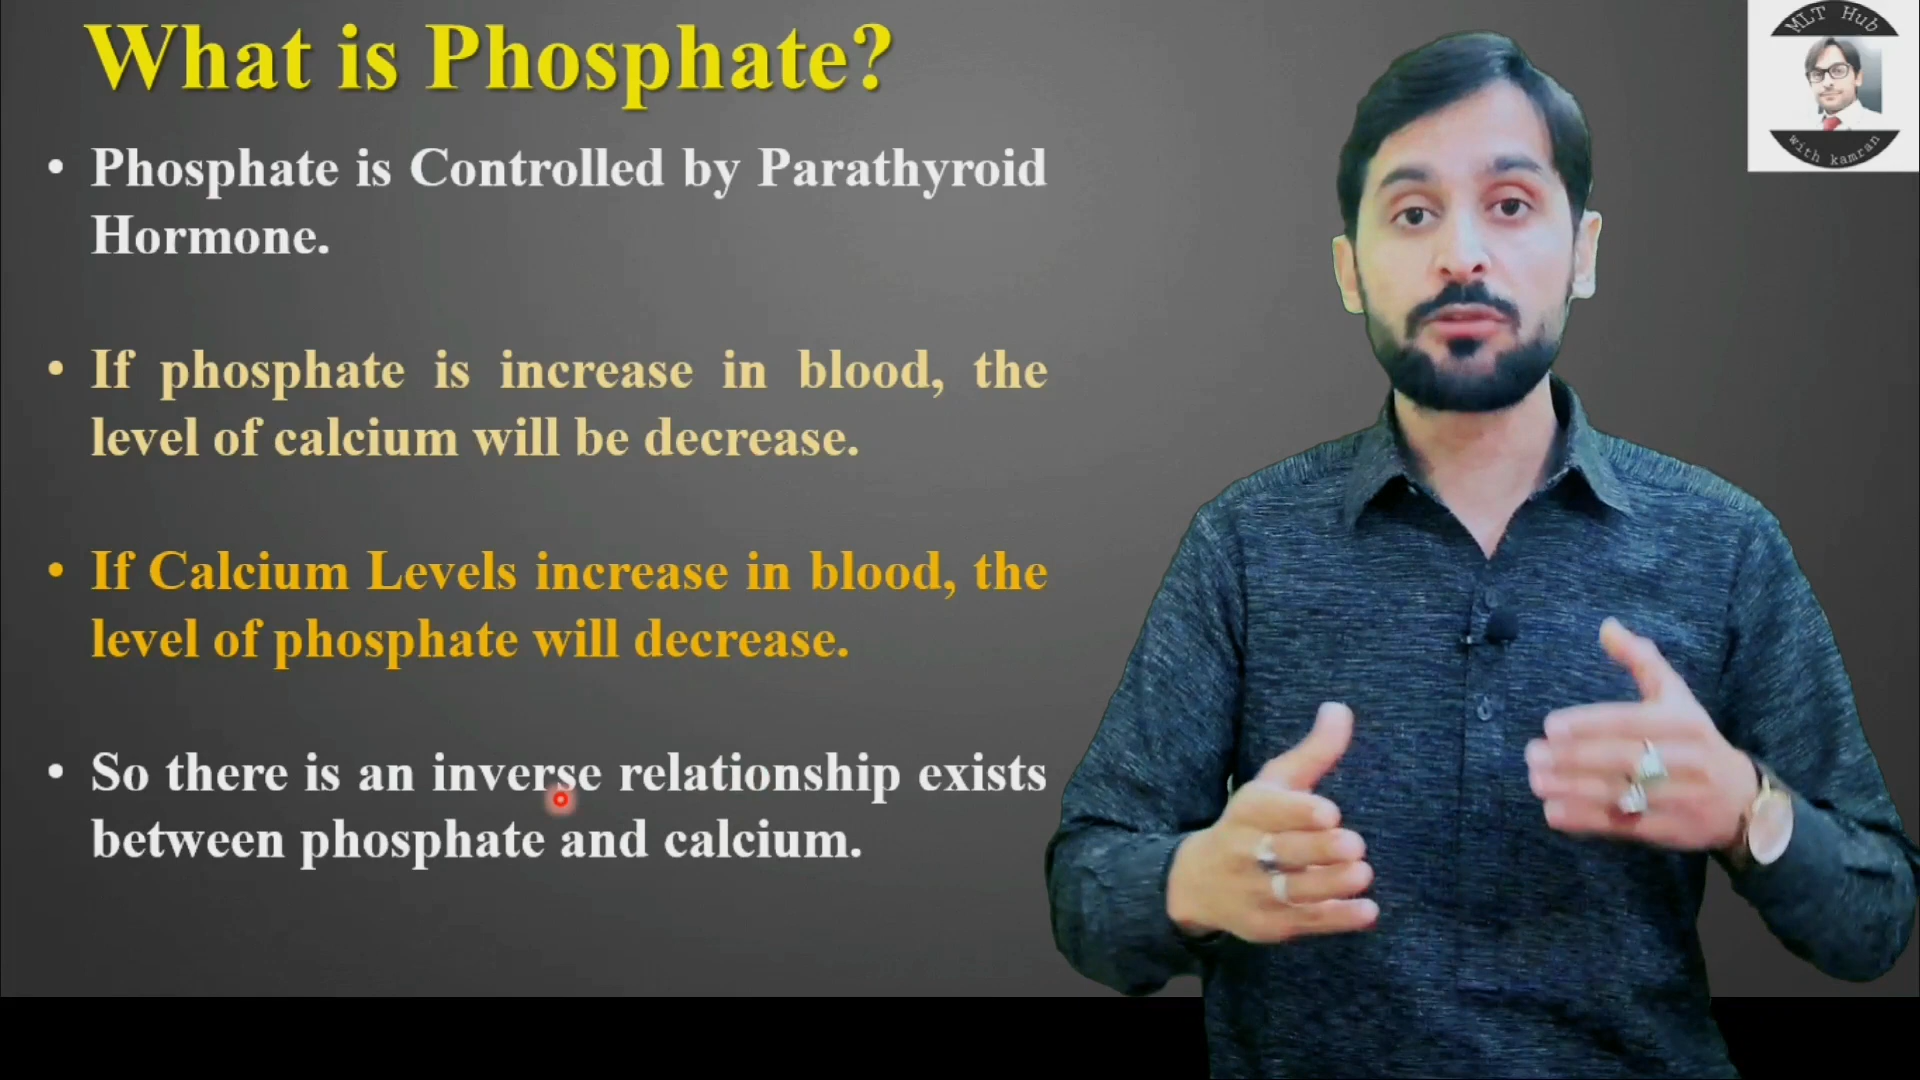 What is Phosphate?
• Phosphate is Controlled by Parathyroid
Hormone.
• If phosphate is increase in blood, the
level of calcium will be decrease.
• If Calcium Levels increase in blood, the
level of phosphate will decrease.
• So there is an inverse relationship exists
between phosphate and calcium.
MLT Hub
with kamran